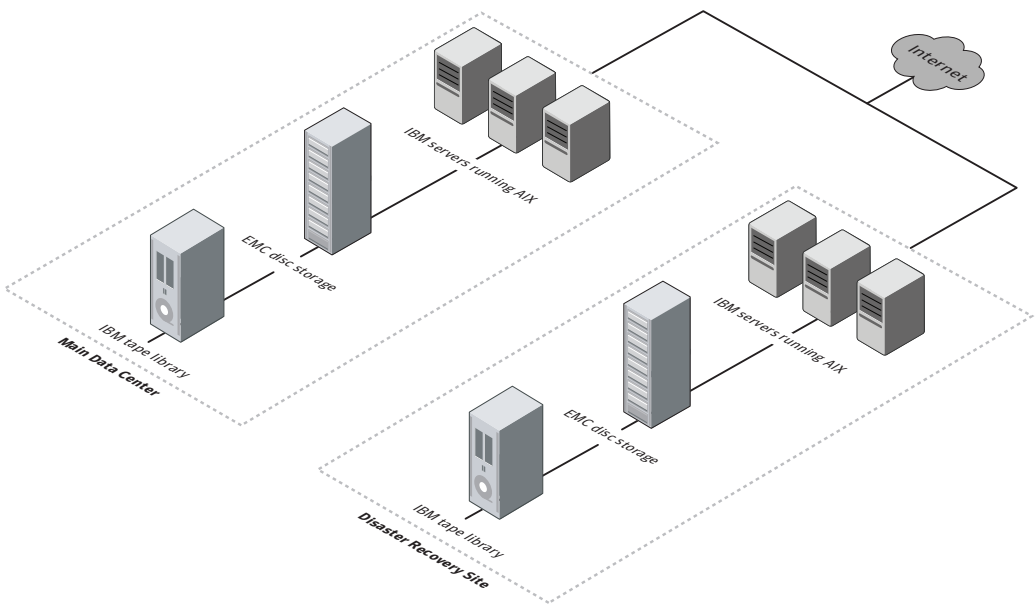 Internet
IBM servers running AIX
EMC disc storage
IBM tape library
Main Data Center
IBM servers running AIX
EMC disc storage
IBM tape library
Disaster Recovery Site